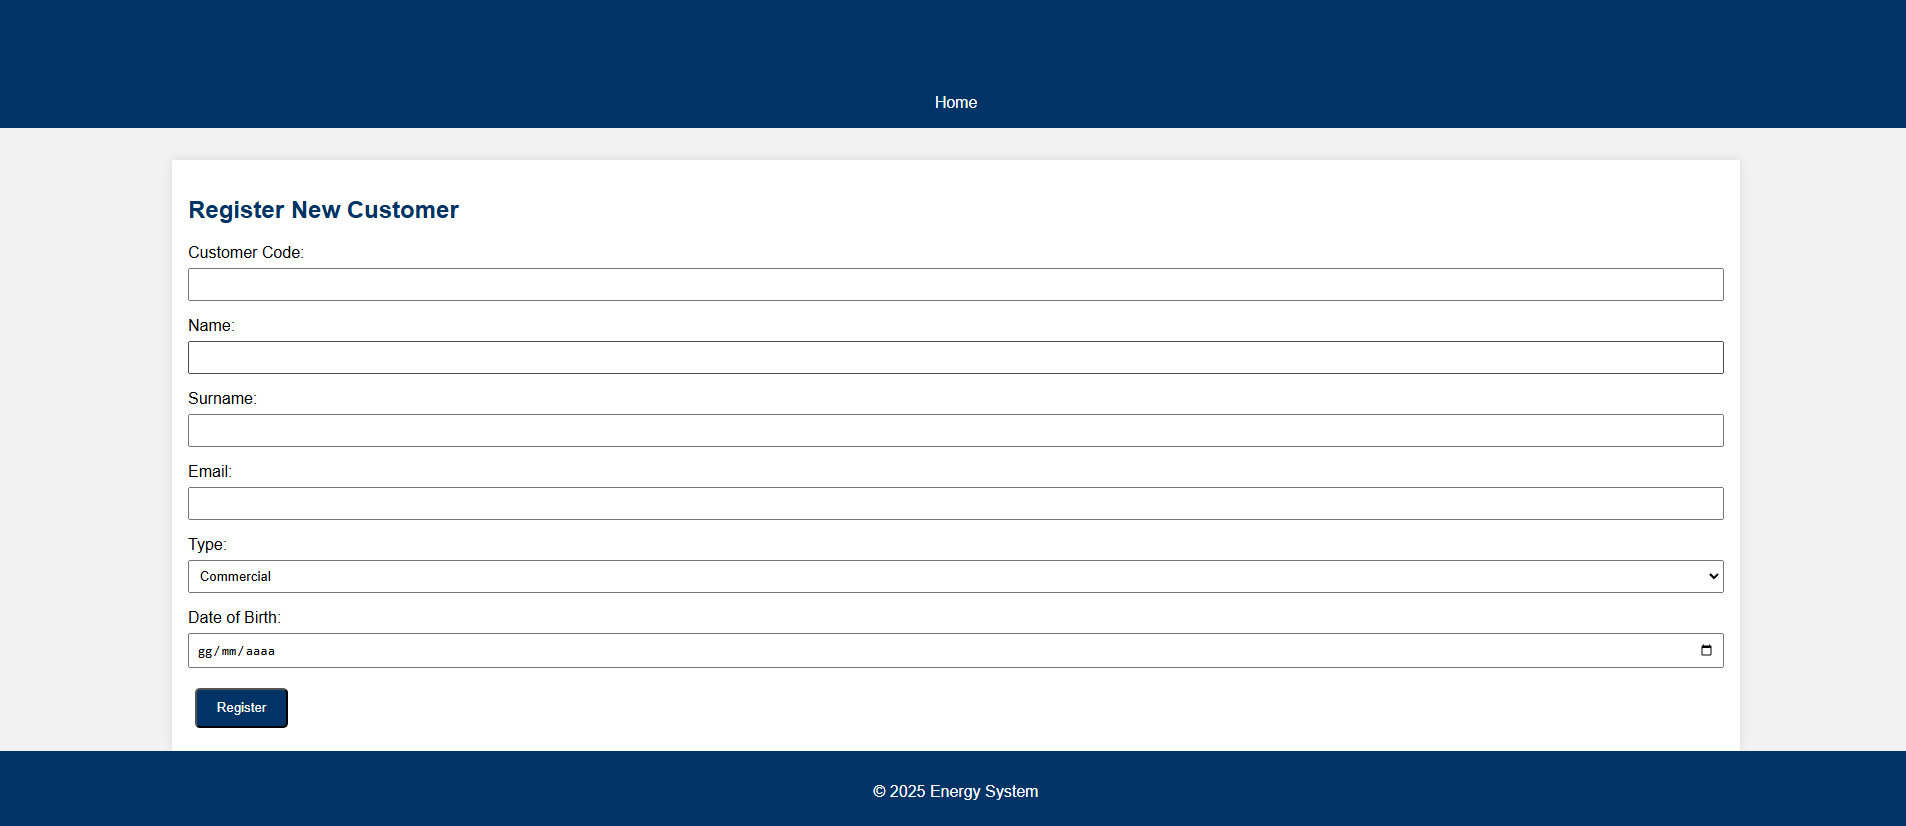 Home
Register New Customer
Customer Code:
Name:
Surname:
Email:
Type:
Commercial
Date of Birth:
gg/mm/aaaa
Register
© 2025 Energy System